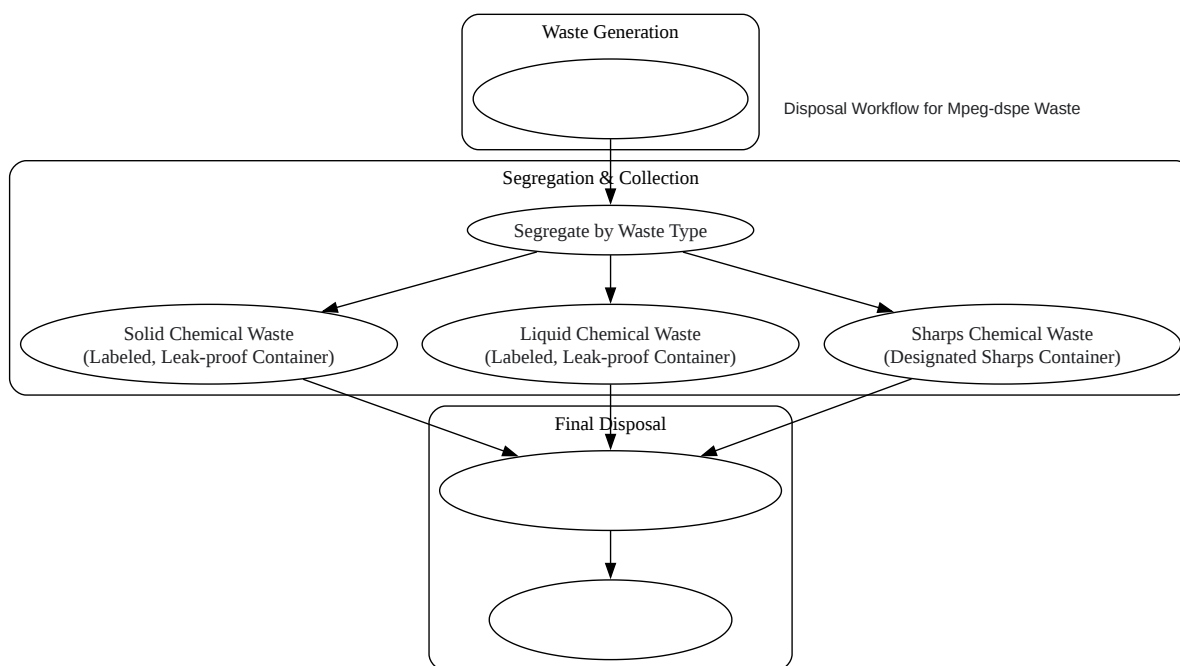 Waste Generation
Disposal Workflow for Mpeg-dspe Waste
Segregation & Collection
Segregate by Waste Type
Solid Chemical Waste
(Labeled, Leak-proof Container)
Liquid Chemical Waste
(Labeled, Leak-proof Container)
Sharps Chemical Waste
(Designated Sharps Container)
Final Disposal